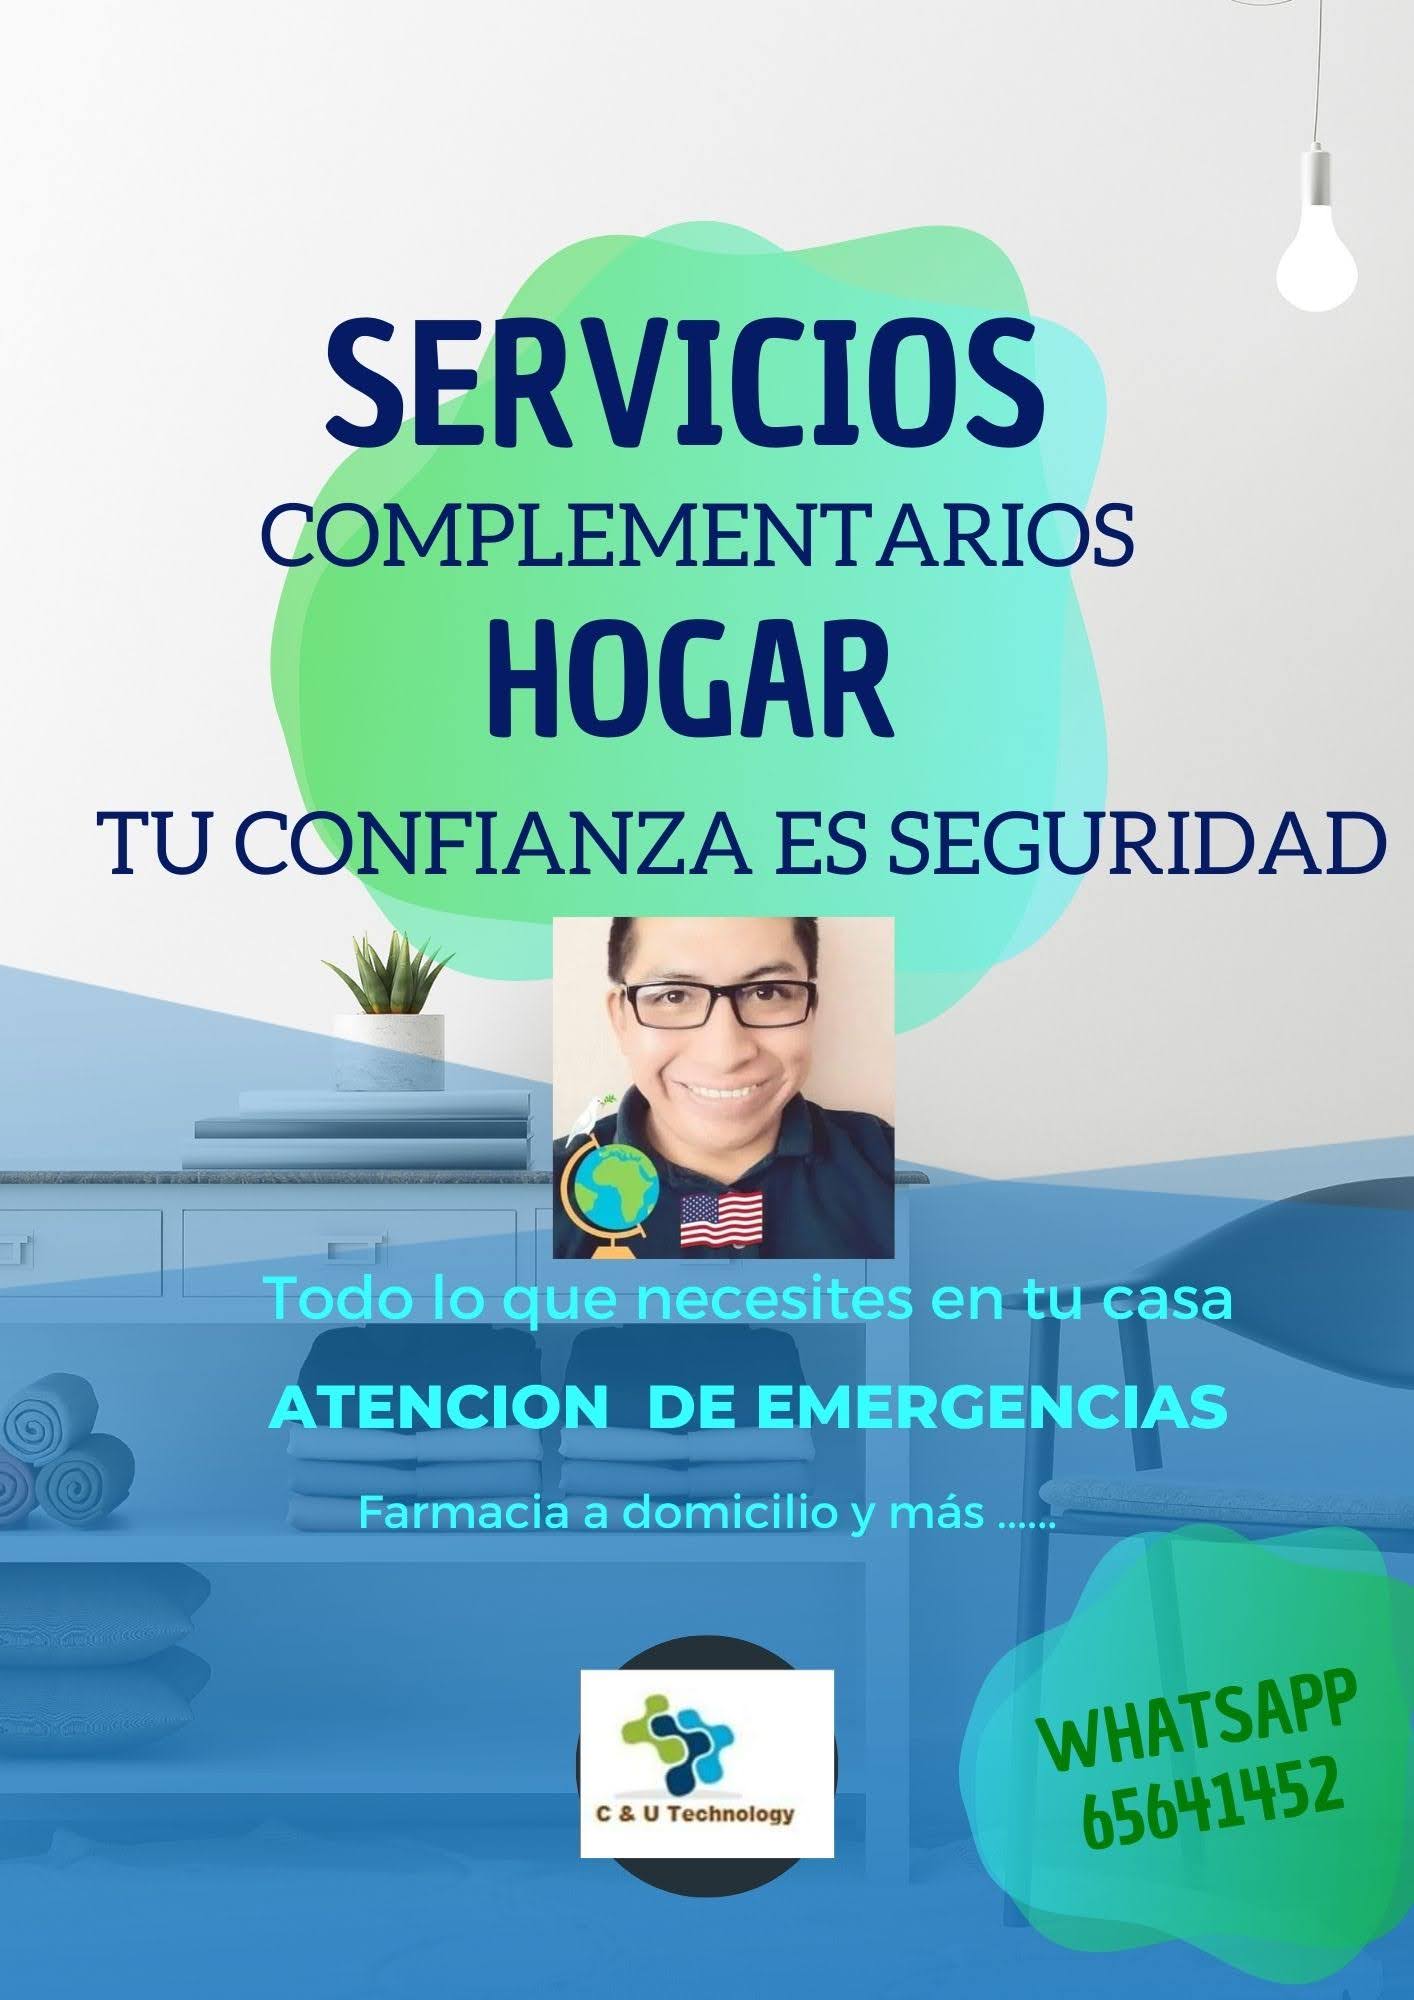 SERVICIOS
COMPLEMENTARIOS
HOGAR
TU CONFIANZA ES SEGURIDAD
Todo lo que necesites en tu casa
ATENCION DE EMERGENCIAS
Farmacia a domicilio y más ......
C & U Technology
WHATSAPP
65641452